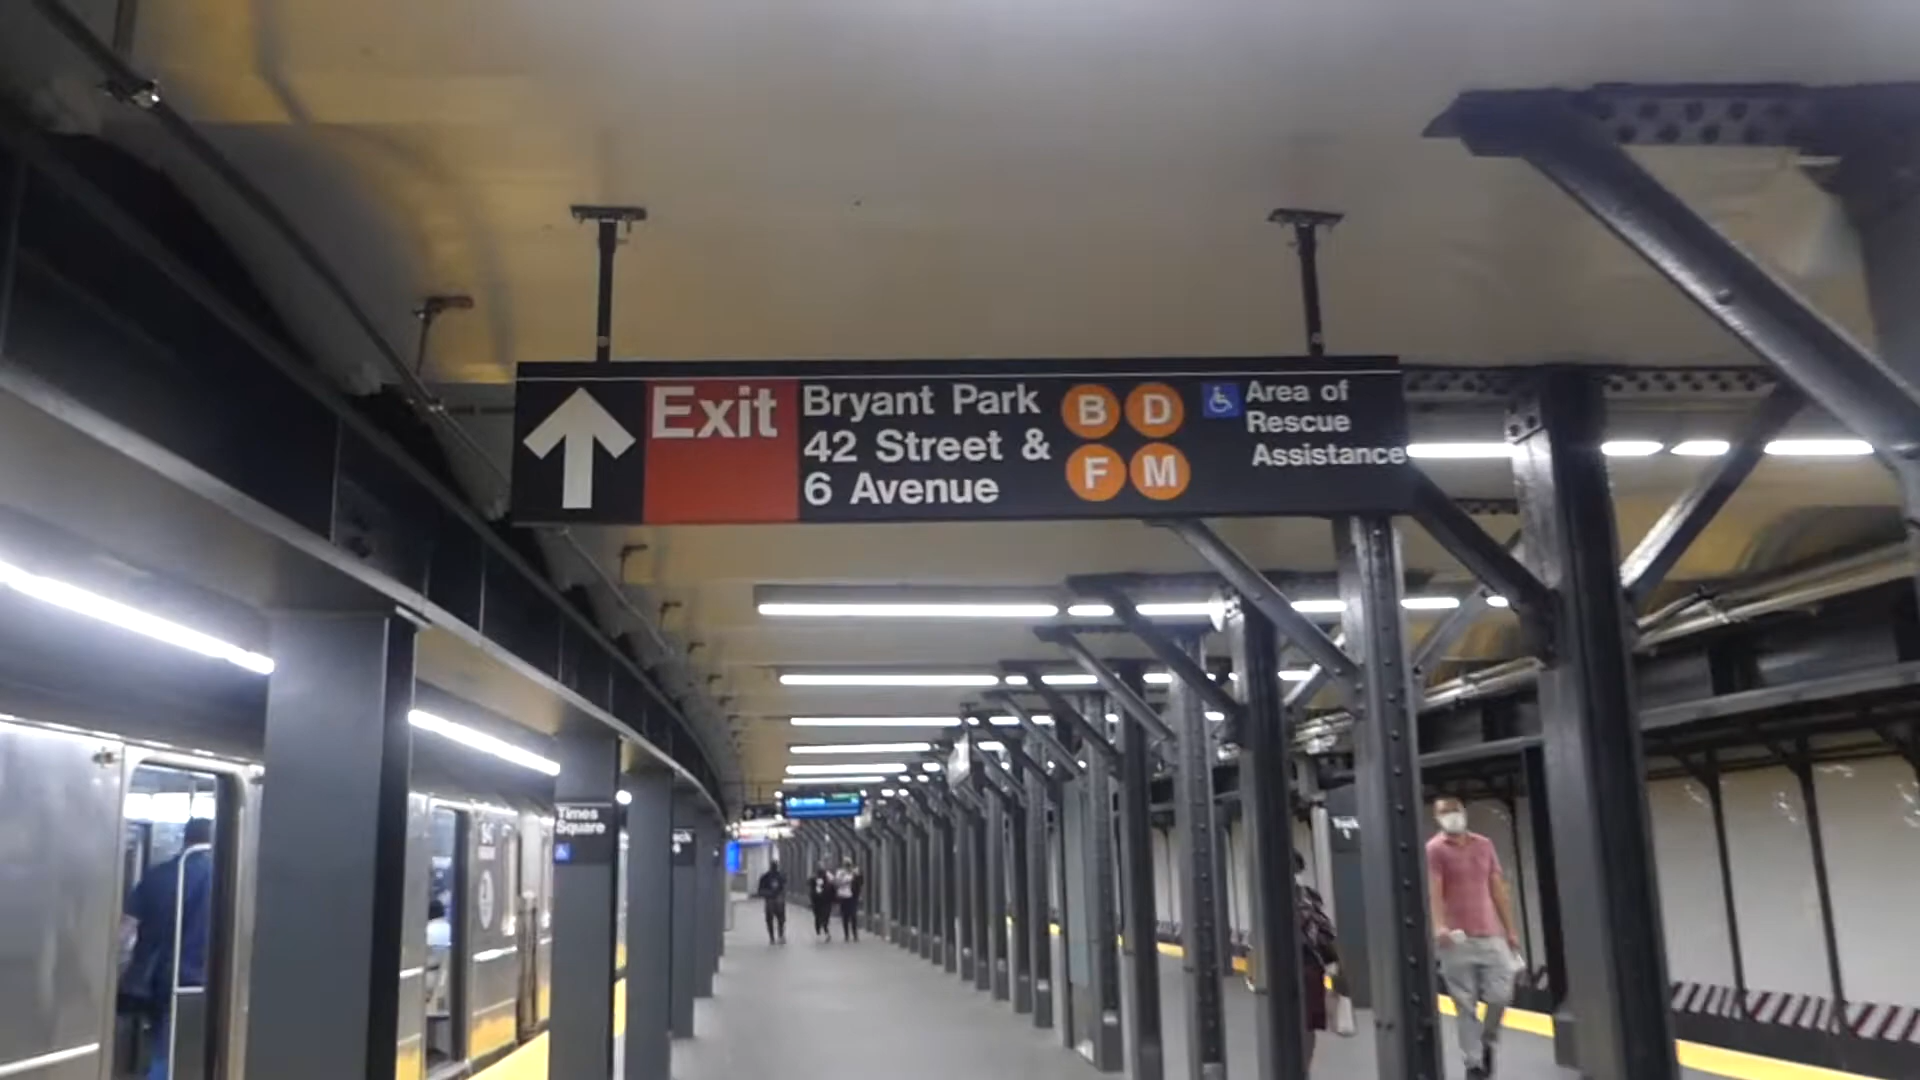 Exit
Bryant Park
42 Street &
6 Avenue
B D
F M
Area of
Rescue
Assistance
Times
Square